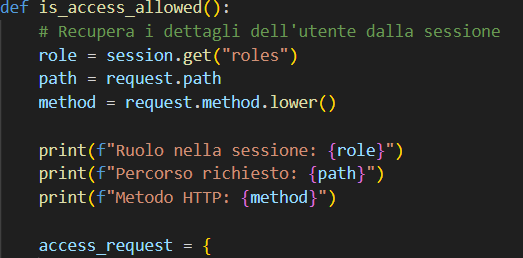 def is_access_allowed():
    # Recupera i dettagli dell'utente dalla sessione
    role = session.get("roles")
    path = request.path
    method = request.method.lower()

    print(f"Ruolo nella sessione: {role}")
    print(f"Percorso richiesto: {path}")
    print(f"Metodo HTTP: {method}")

    access_request = {